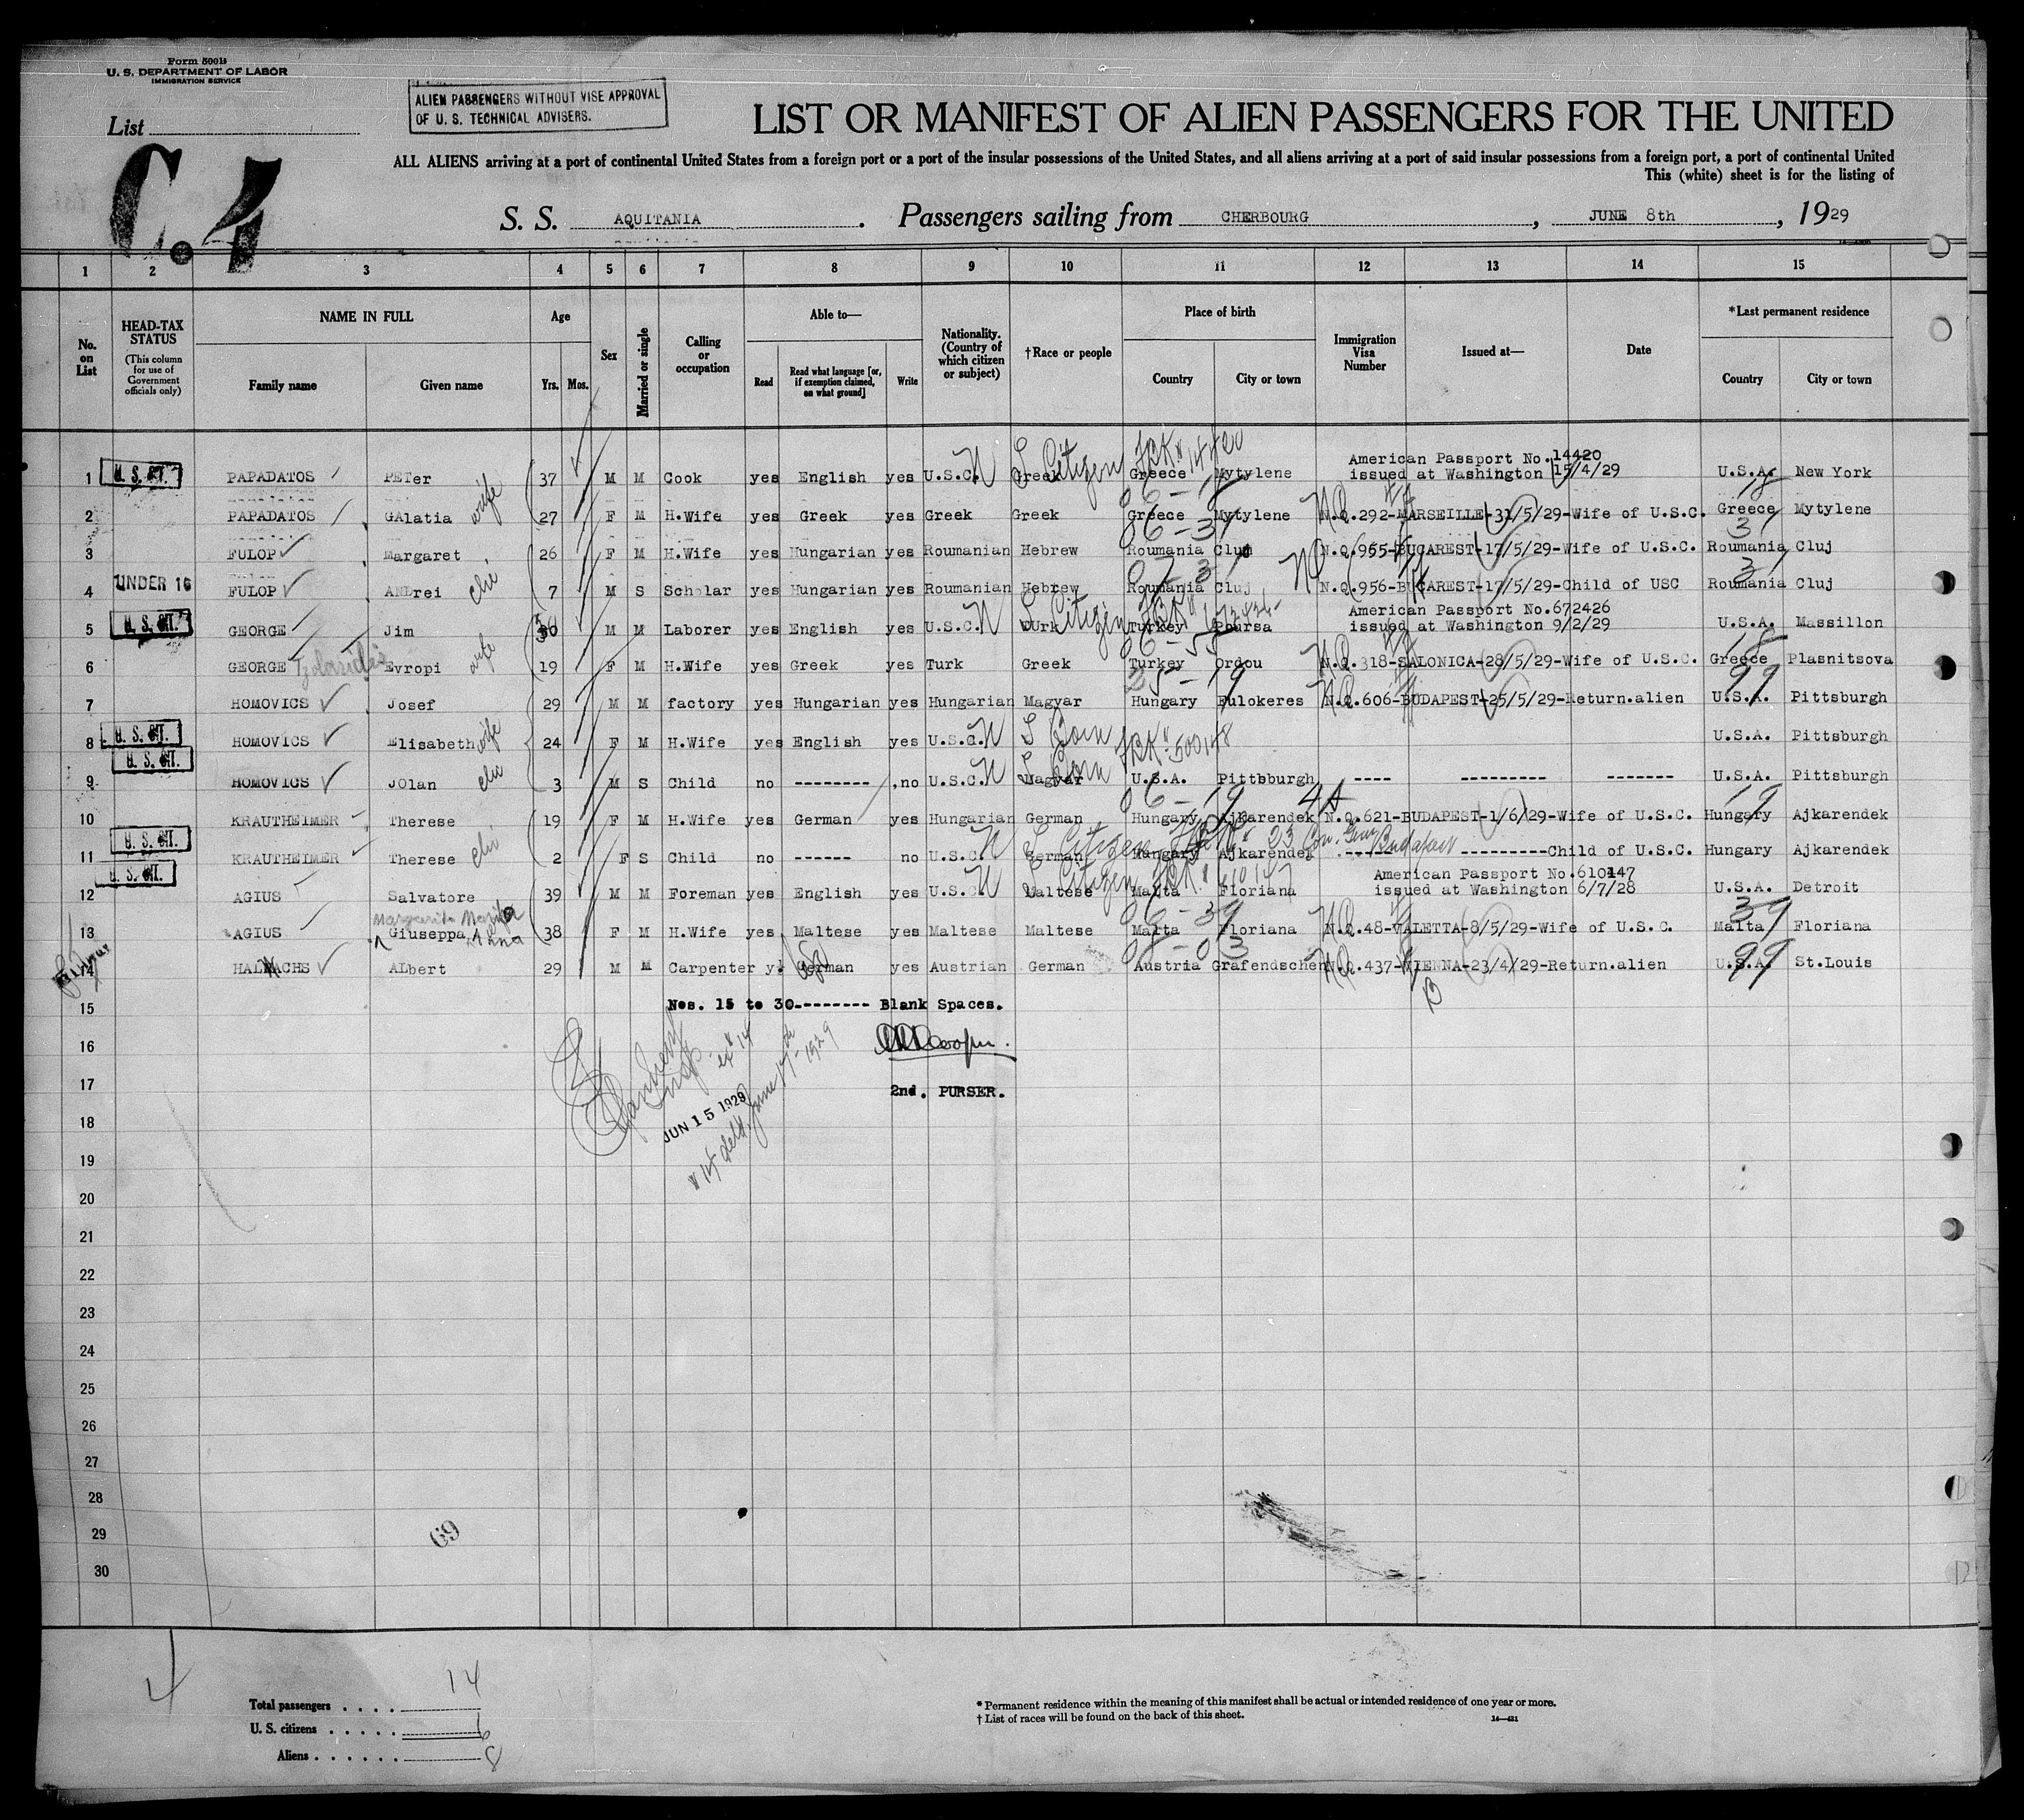 Form 500B
U. S. DEPARTMENT OF LABOR
IMMIGRATION SERVICE
List
C.4
ALIEN PASSENGERS WITHOUT VISE APPROVAL
OF U. S. TECHNICAL ADVISERS.
LIST OR MANIFEST OF ALIEN PASSENGERS FOR THE UNITED
ALL ALIENS arriving at a port of continental United States from a foreign port or a port of the insular possessions of the United States, and all aliens arriving at a port of said insular possessions from a foreign port, a port of continental United
This (white) sheet is for the listing of
S. S. AQUITANIA. Passengers sailing from CHERBOURG, JUNE 8th, 1929
1 2 3 4 5 6 7 8 9 10 11 12 13 14 15
No. on List
HEAD-TAX STATUS (This column for use of Government officials only)
NAME IN FULL Family name Given name
Age Yrs. Mos.
Sex
Married or single
Calling or occupation
Able to— Read Read what language [or, if exemption claimed, on what ground] Write
Nationality. (Country of which citizen or subject)
†Race or people
Place of birth Country City or town
Immigration Visa Number
Issued at—
Date
*Last permanent residence Country City or town
1 U. S. CIT. PAPADATOS PETer 37 M M Cook yes English yes U.S.C. Greek Greece Mytylene American Passport No. 14420 issued at Washington 15/4/29 U.S.A. New York
2 PAPADATOS GAlatia wife 27 F M H.Wife yes Greek yes Greek Greek Greece Mytylene N.Q.292-MARSEILLE-31/5/29-Wife of U.S.C. Greece Mytylene
3 FULOP Margaret 26 F M H.Wife yes Hungarian yes Roumanian Hebrew Roumania Cluj N.Q.955-BUCAREST-17/5/29-Wife of U.S.C. Roumania Cluj
4 UNDER 16 FULOP ANDrei 7 M S Scholar yes Hungarian yes Roumanian Hebrew Roumania Cluj N.Q.956-BUCAREST-17/5/29-Child of USC Roumania Cluj
5 U. S. CIT. GEORGE Jim M M Laborer yes English yes U.S.C. Turk Turkey Poursa American Passport No.672426 issued at Washington 9/2/29 U.S.A. Massillon
6 GEORGE Evropi wife 19 F M H.Wife yes Greek yes Turk Greek Turkey Ordou N.Q.318-SALONICA-28/5/29-Wife of U.S.C. Greece Plasnitsova
7 HOMOVICS Josef 29 M M factory yes Hungarian yes Hungarian Magyar Hungary Fulokeres N.Q.606-BUDAPEST-25/5/29-Return.alien U.S.A. Pittsburgh
8 U. S. CIT. HOMOVICS Elisabeth wife 24 F M H.Wife yes English yes U.S.C. Born U.S.A. Pittsburgh
9 U. S. CIT. HOMOVICS JOlan 3 M S Child no -------- no U.S.C. Magyar U.S.A. Pittsburgh ---- --------- ------- U.S.A. Pittsburgh
10 KRAUTHEIMER Therese 19 F M H.Wife yes German yes Hungarian German Hungary Ajkarendek N.Q.621-BUDAPEST-1/6/29-Wife of U.S.C. Hungary Ajkarendek
11 U. S. CIT. KRAUTHEIMER Therese 2 F S Child no ------ no U.S.C. German Hungary Ajkarendek Budapest ---------Child of U.S.C. Hungary Ajkarendek
12 U. S. CIT. AGIUS Salvatore 39 M M Foreman yes English yes U.S.C. Maltese Malta Floriana American Passport No.610147 issued at Washington 6/7/28 U.S.A. Detroit
13 AGIUS Giuseppa Anna 38 F M H.Wife yes Maltese yes Maltese Maltese Malta Floriana N.Q.48-VALETTA-8/5/29-Wife of U.S.C. Malta Floriana
14 ALbert 29 M M Carpenter German yes Austrian German Austria Grafendschen N.Q.437-VIENNA-23/4/29-Return.alien U.S.A. St.Louis
15 Nos. 15 to 30-------- Blank Spaces.
16
17 2nd. PURSER.
JUN 15 1929
18
19
20
21
22
23
24
25
26
27
28
29
30
69
Total passengers 14
U. S. citizens 6
Aliens 8
* Permanent residence within the meaning of this manifest shall be actual or intended residence of one year or more.
† List of races will be found on the back of this sheet.